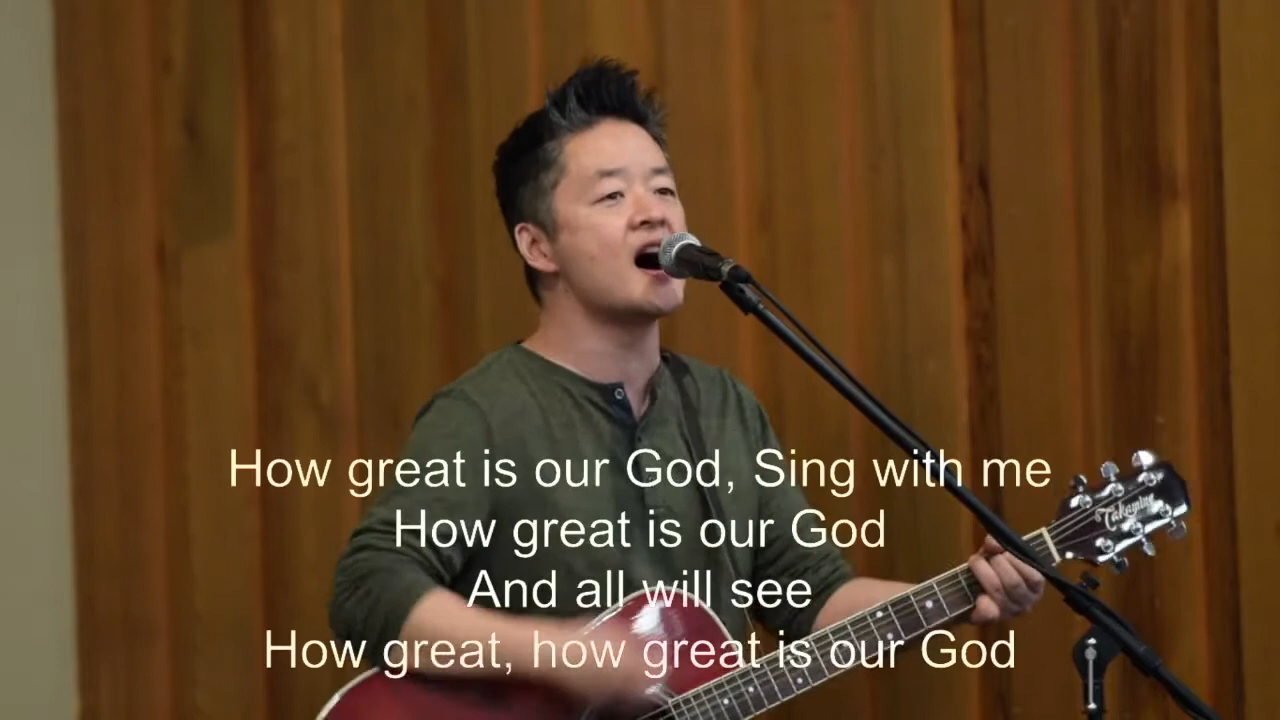 How great is our God, Sing with me
How great is our God
And all will see
How great, how great is our God
Takamine